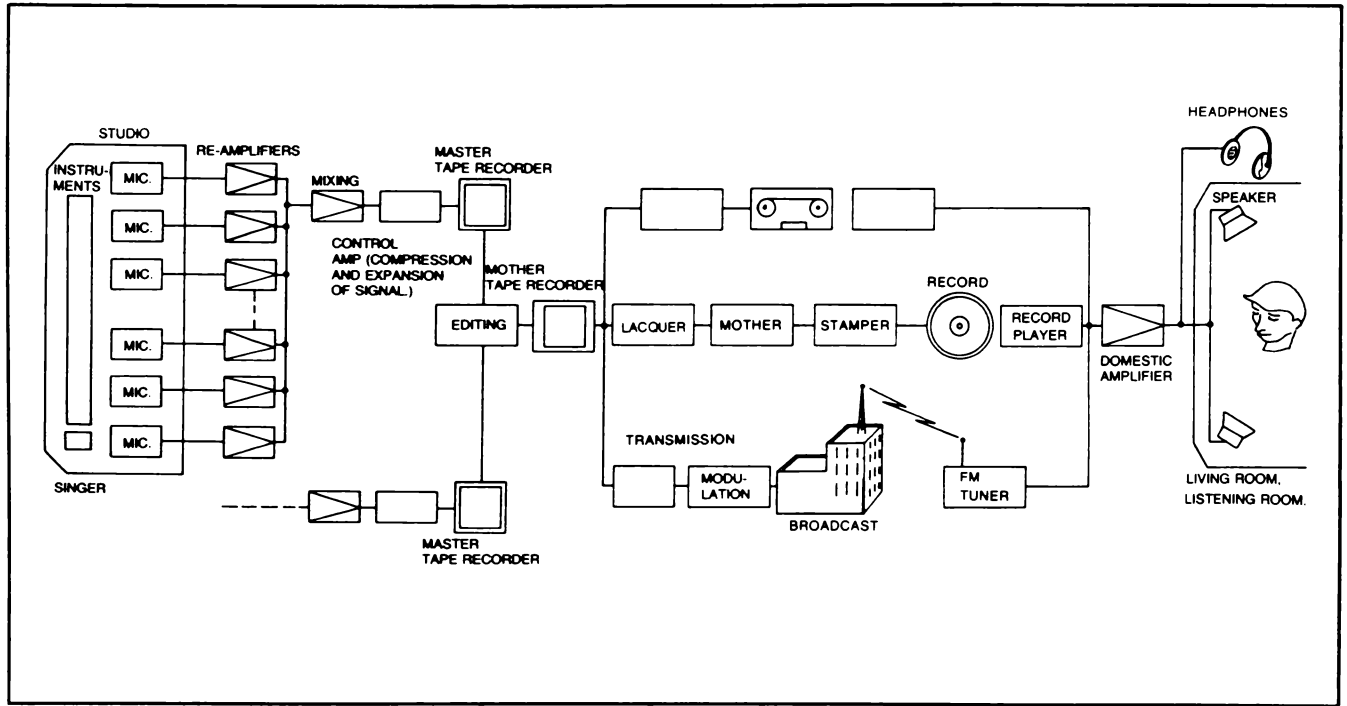 STUDIO
INSTRU-
MENTS
MIC.
MIC.
MIC.
MIC.
MIC.
MIC.
SINGER
RE-AMPLIFIERS
MIXING
CONTROL
AMP (COMPRESSION
AND EXPANSION
OF SIGNAL.)
MASTER
TAPE RECORDER
MOTHER
TAPE RECORDER
EDITING
MASTER
TAPE RECORDER
LACQUER
MOTHER
STAMPER
RECORD
RECORD
PLAYER
TRANSMISSION
MODU-
LATION
BROADCAST
FM
TUNER
DOMESTIC
AMPLIFIER
HEADPHONES
SPEAKER
LIVING ROOM,
LISTENING ROOM.